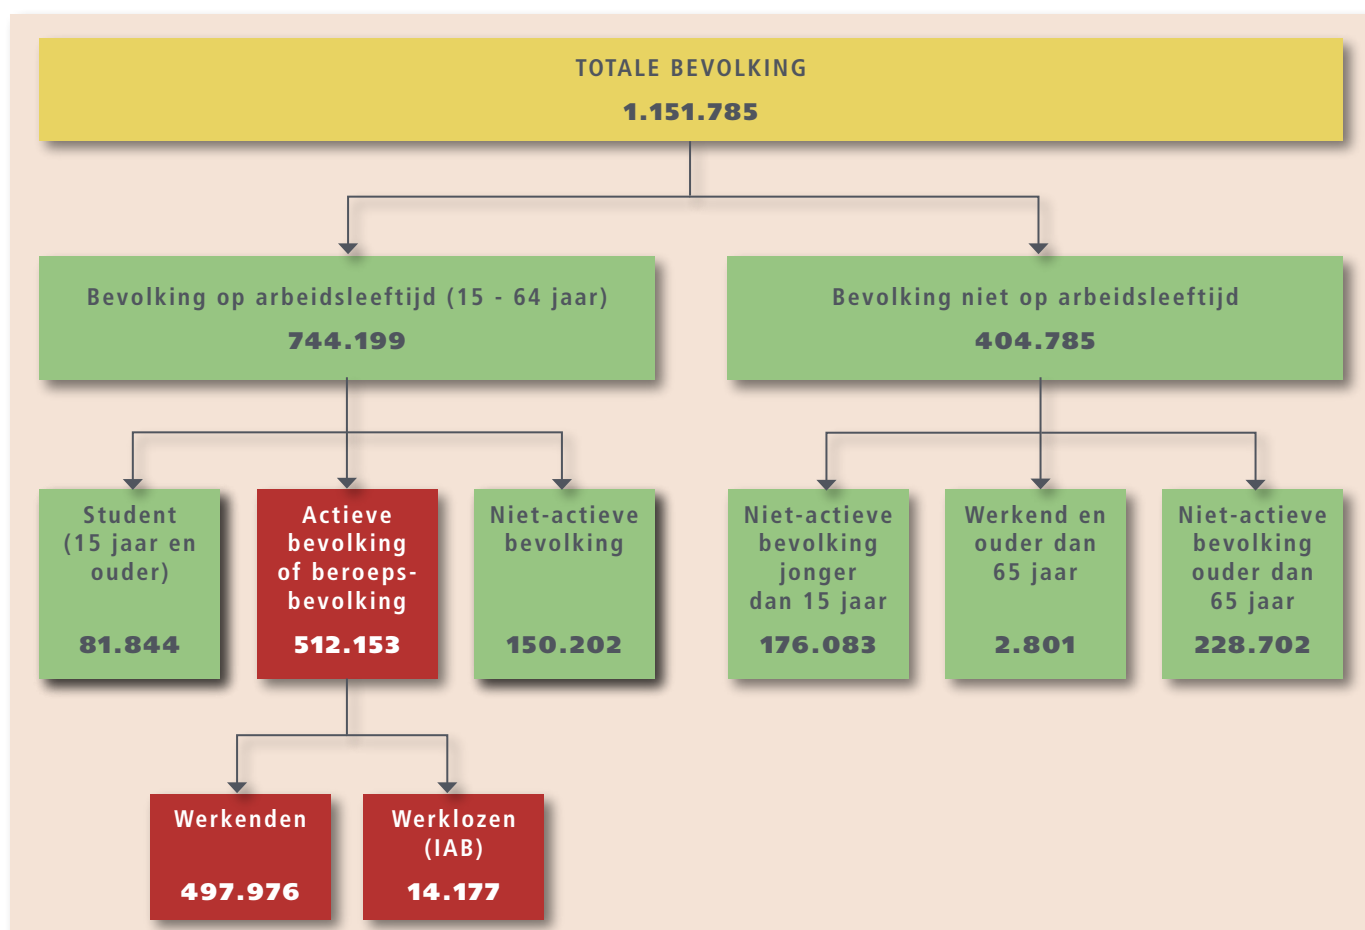 TOTALE BEVOLKING
1.151.785
Bevolking op arbeidsleeftijd (15 - 64 jaar)
744.199
Bevolking niet op arbeidsleeftijd
404.785
Student
(15 jaar en
ouder)
81.844
Actieve
bevolking
of beroeps-
bevolking
512.153
Niet-actieve
bevolking
150.202
Niet-actieve
bevolking
jonger
dan 15 jaar
176.083
Werkend en
ouder dan
65 jaar
2.801
Niet-actieve
bevolking
ouder dan
65 jaar
228.702
Werkenden
497.976
Werklozen
(IAB)
14.177